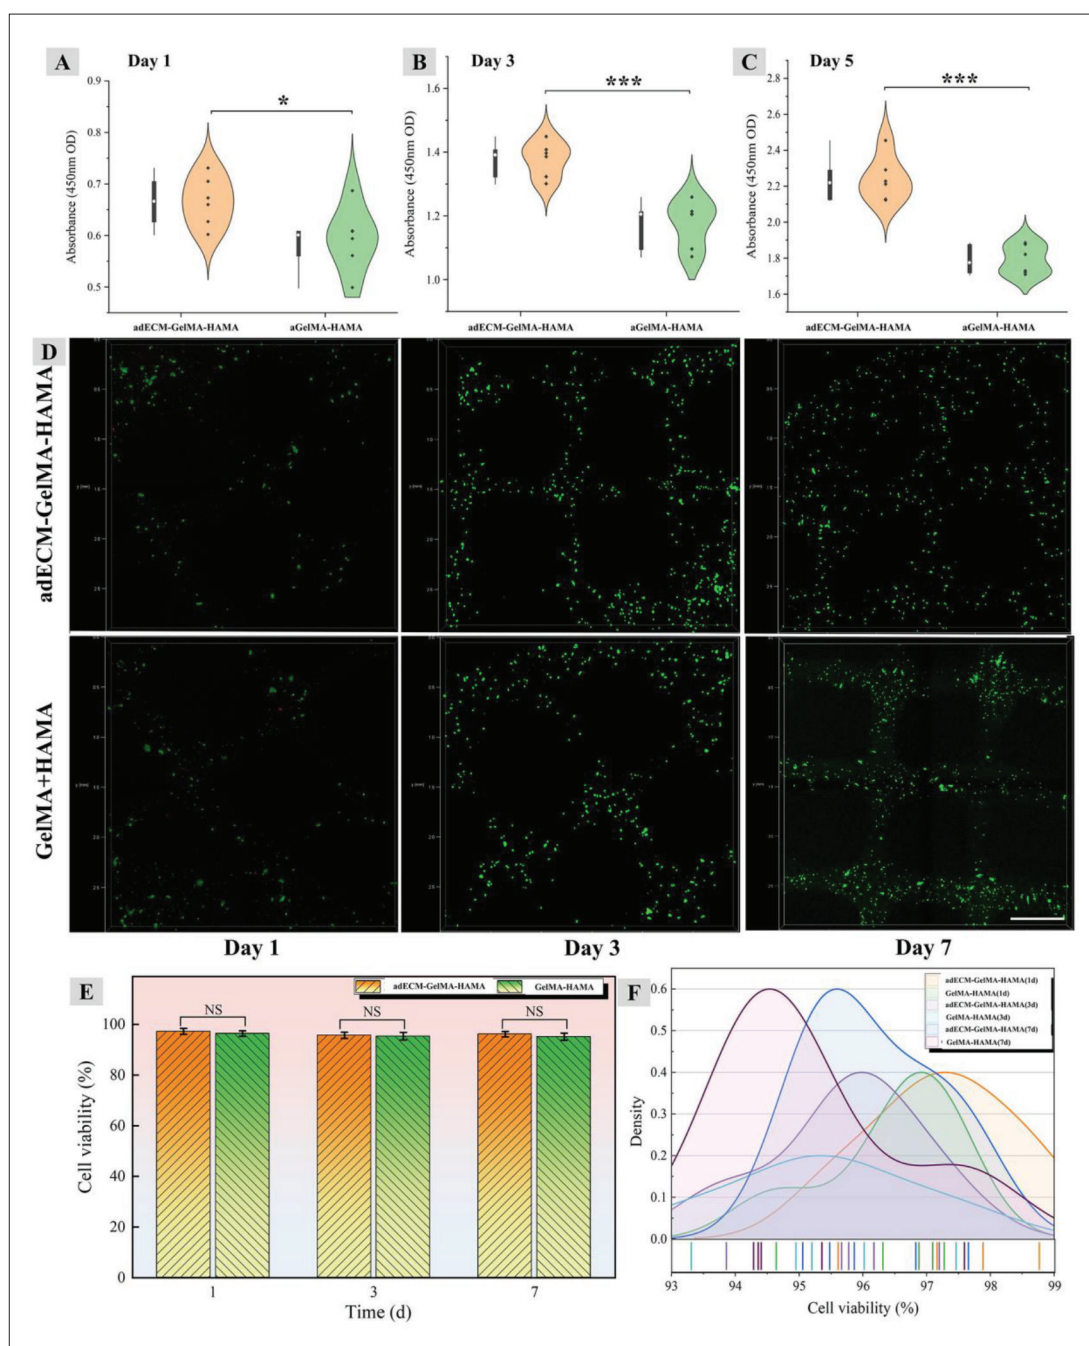 A
Day 1
*
Absorbance (450nm OD)
0.9
0.8
0.7
0.6
0.5
adECM-GelMA-HAMA
aGelMA-HAMA
B
Day 3
***
Absorbance (450nm OD)
1.6
1.4
1.2
1.0
adECM-GelMA-HAMA
aGelMA-HAMA
C
Day 5
***
Absorbance (450nm OD)
2.8
2.6
2.4
2.2
2.0
1.8
1.6
adECM-GelMA-HAMA
aGelMA-HAMA
D
adECM-GelMA-HAMA
GelMA+HAMA
Day 1
Day 3
Day 7
E
adECM-GelMA-HAMA
GelMA-HAMA
NS
NS
NS
Cell viability (%)
100
80
60
40
20
0
1
3
7
Time (d)
F
adECM-GelMA-HAMA(1d)
GelMA-HAMA(1d)
adECM-GelMA-HAMA(3d)
GelMA-HAMA(3d)
adECM-GelMA-HAMA(7d)
GelMA-HAMA(7d)
Density
0.6
0.5
0.4
0.3
0.2
0.1
0.0
93
94
95
96
97
98
99
Cell viability (%)